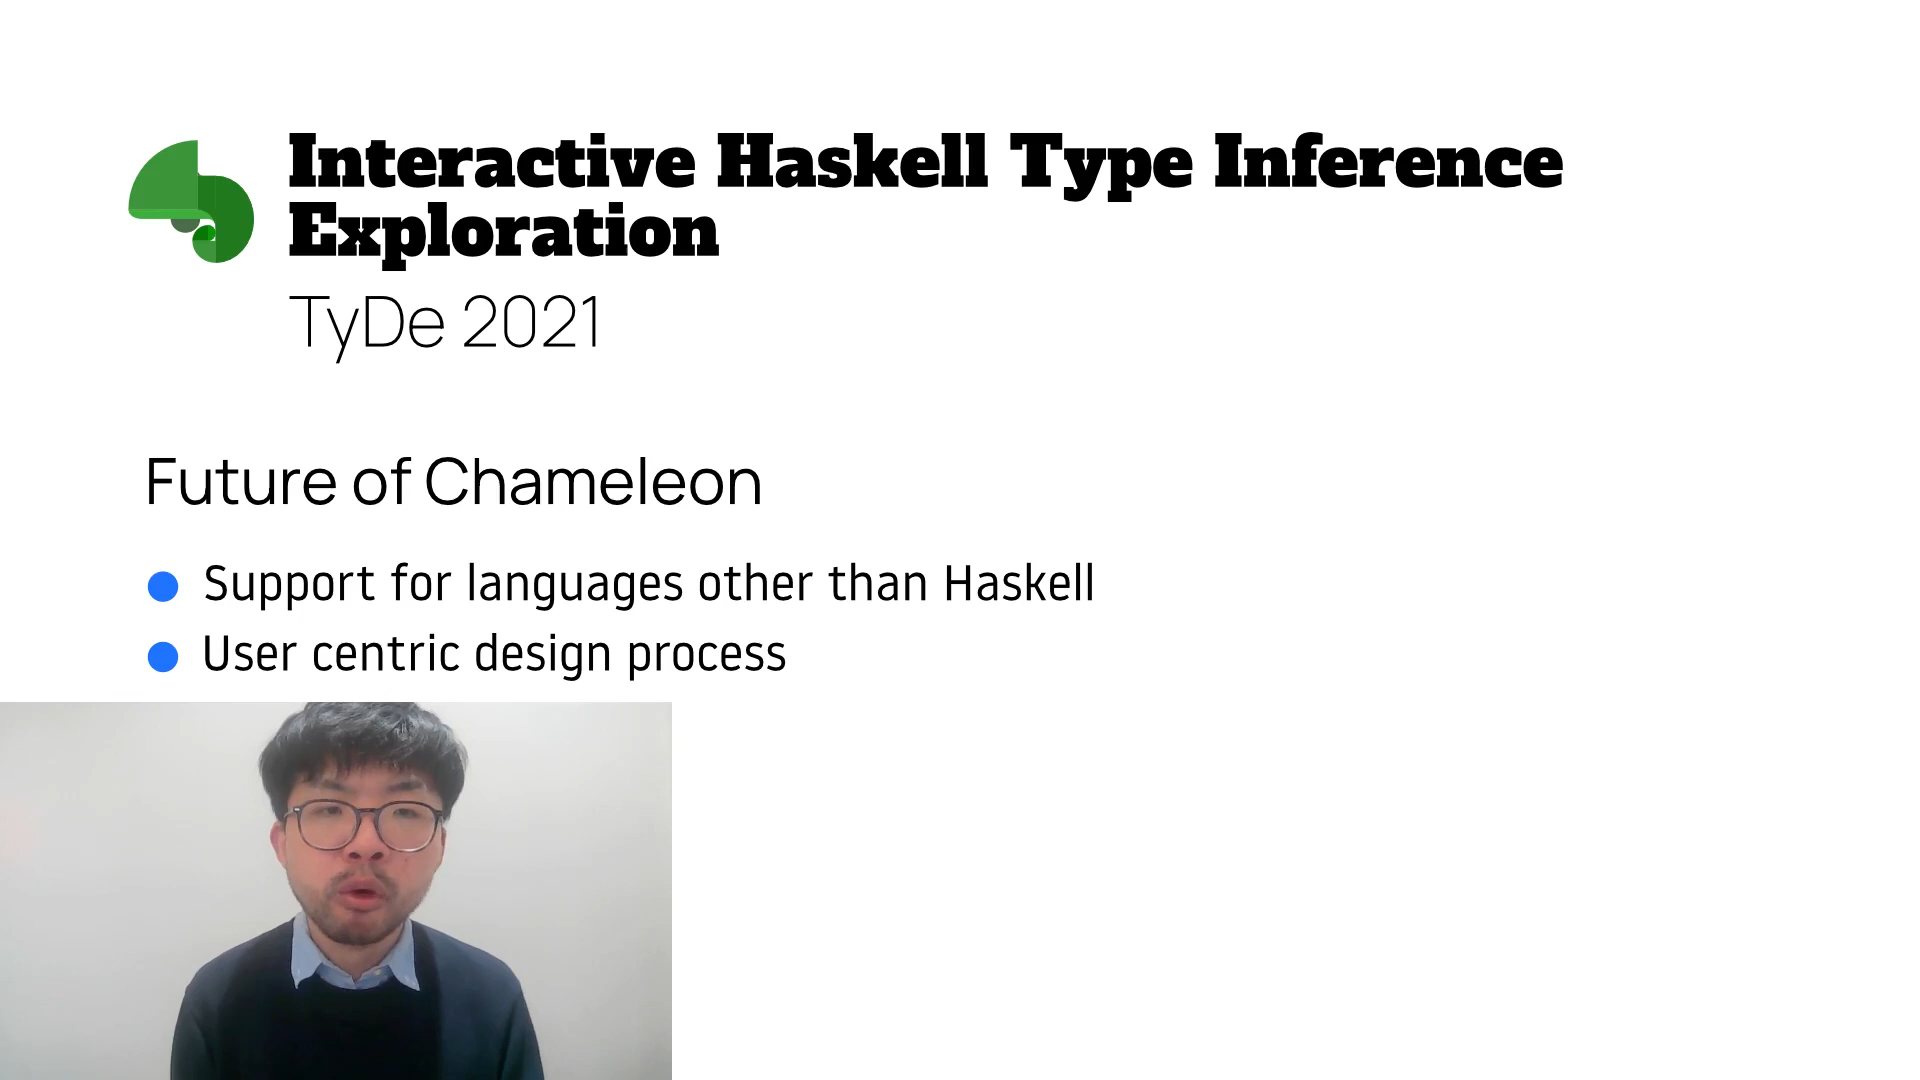 Interactive Haskell Type Inference
Exploration
TyDe 2021
Future of Chameleon
Support for languages other than Haskell
User centric design process